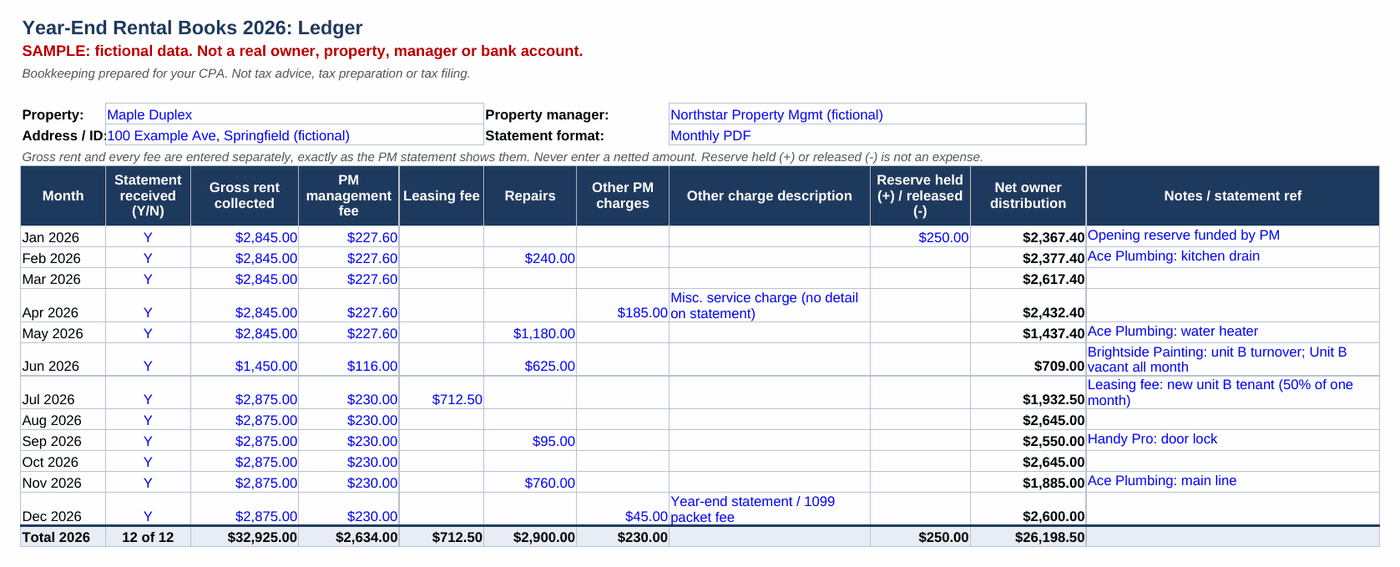 Year-End Rental Books 2026: Ledger
SAMPLE: fictional data. Not a real owner, property, manager or bank account.
Bookkeeping prepared for your CPA. Not tax advice, tax preparation or tax filing.
Property: Maple Duplex Property manager: Northstar Property Mgmt (fictional)
Address / ID: 100 Example Ave, Springfield (fictional) Statement format: Monthly PDF
Gross rent and every fee are entered separately, exactly as the PM statement shows them. Never enter a netted amount. Reserve held (+) or released (-) is not an expense.
Month Statement received (Y/N) Gross rent collected PM management fee Leasing fee Repairs Other PM charges Other charge description Reserve held (+) / released (-) Net owner distribution Notes / statement ref
Jan 2026 Y $2,845.00 $227.60 $250.00 $2,367.40 Opening reserve funded by PM
Feb 2026 Y $2,845.00 $227.60 $240.00 $2,377.40 Ace Plumbing: kitchen drain
Mar 2026 Y $2,845.00 $227.60 $2,617.40
Apr 2026 Y $2,845.00 $227.60 $185.00 Misc. service charge (no detail on statement) $2,432.40
May 2026 Y $2,845.00 $227.60 $1,180.00 $1,437.40 Ace Plumbing: water heater
Jun 2026 Y $1,450.00 $116.00 $625.00 $709.00 Brightside Painting: unit B turnover; Unit B vacant all month
Jul 2026 Y $2,875.00 $230.00 $712.50 $1,932.50 Leasing fee: new unit B tenant (50% of one month)
Aug 2026 Y $2,875.00 $230.00 $2,645.00
Sep 2026 Y $2,875.00 $230.00 $95.00 $2,550.00 Handy Pro: door lock
Oct 2026 Y $2,875.00 $230.00 $2,645.00
Nov 2026 Y $2,875.00 $230.00 $760.00 $1,885.00 Ace Plumbing: main line
Dec 2026 Y $2,875.00 $230.00 $45.00 Year-end statement / 1099 packet fee $2,600.00
Total 2026 12 of 12 $32,925.00 $2,634.00 $712.50 $2,900.00 $230.00 $250.00 $26,198.50